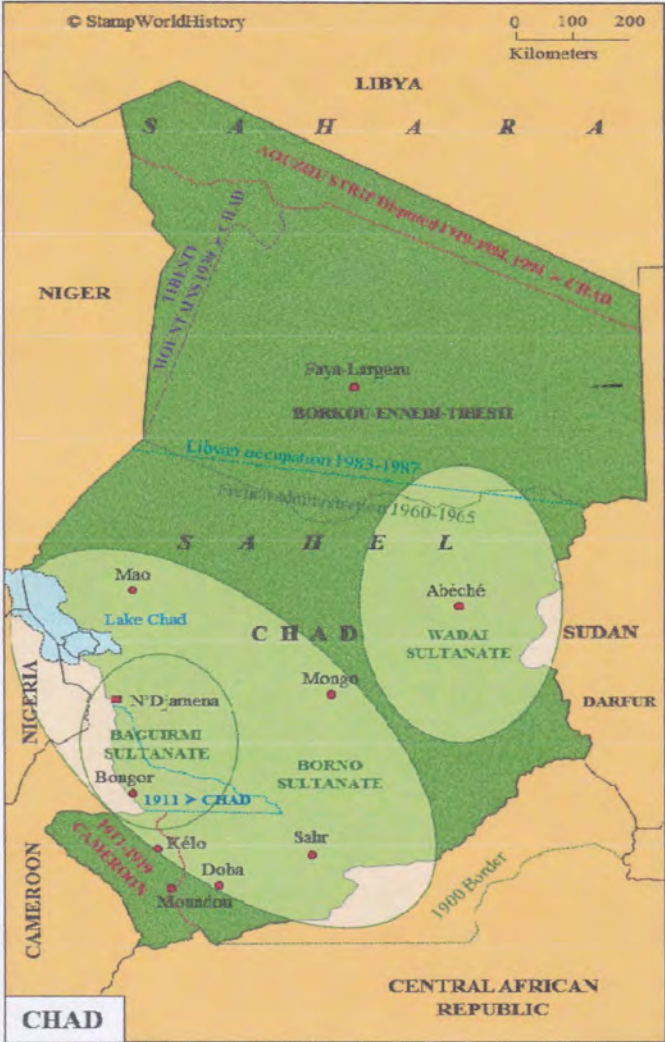 © StampWorldHistory
0 100 200
Kilometers
LIBYA
S A H A R A
AOUZOU STRIP Disputed 1919-1994, 1994 > CHAD
TIBESTI
MOUNTAINS 1930 > CHAD
NIGER
Faya-Largeau
BORKOU-ENNEDI-TIBESTI
Libyan occupation 1983-1987
French administration 1960-1965
S A H E L
Mao
Abéché
Lake Chad
CHAD
WADAI
SULTANATE
SUDAN
NIGERIA
Mongo
N'Djamena
DARFUR
BAGUIRMI
SULTANATE
BORNO
SULTANATE
Bongor
1911 > CHAD
1911-1919
CAMEROON
Kélo
Sahr
Doba
Moundou
1900 Border
CAMEROON
CENTRAL AFRICAN
REPUBLIC
CHAD